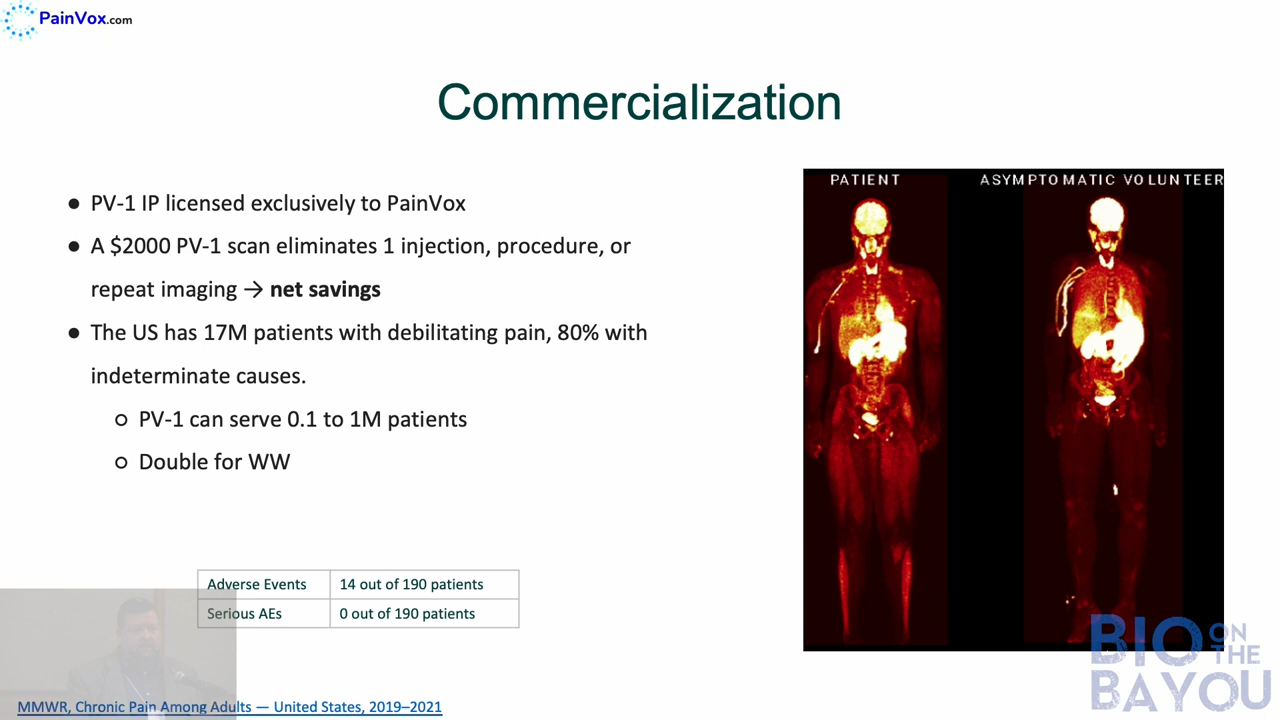 PainVox.com
Commercialization
● PV-1 IP licensed exclusively to PainVox
● A $2000 PV-1 scan eliminates 1 injection, procedure, or
repeat imaging → net savings
● The US has 17M patients with debilitating pain, 80% with
indeterminate causes.
○ PV-1 can serve 0.1 to 1M patients
○ Double for WW
PATIENT
ASYMPTOMATIC VOLUNTEER
Adverse Events 14 out of 190 patients
Serious AEs 0 out of 190 patients
MMWR, Chronic Pain Among Adults — United States, 2019–2021
BIO ON THE
BAYOU